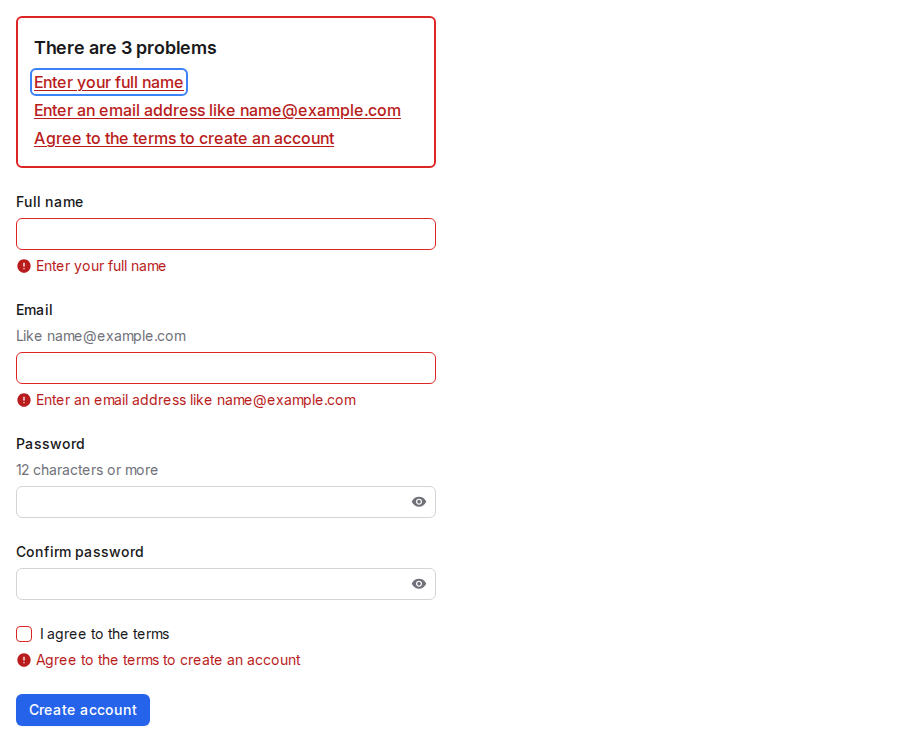 There are 3 problems
Enter your full name
Enter an email address like name@example.com
Agree to the terms to create an account
Full name
Enter your full name
Email
Like name@example.com
Enter an email address like name@example.com
Password
12 characters or more
Confirm password
I agree to the terms
Agree to the terms to create an account
Create account